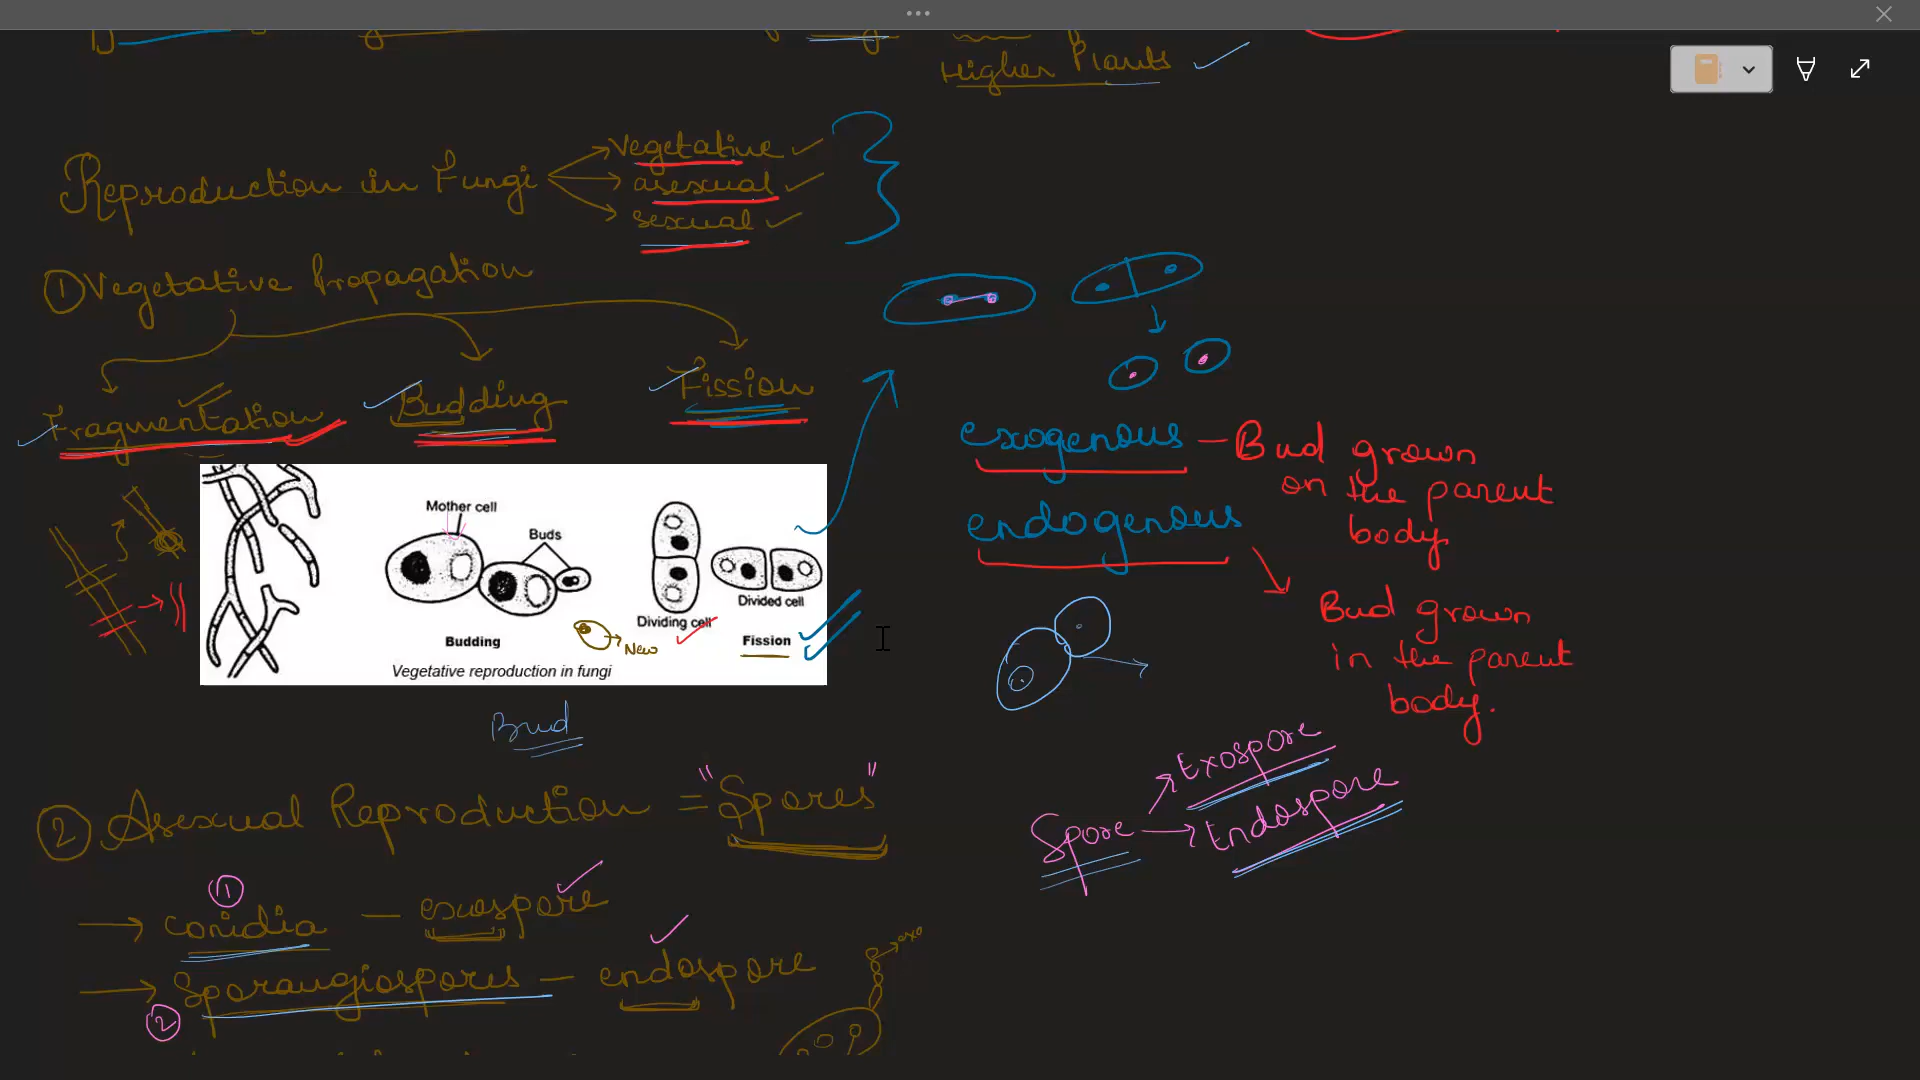 Higher Plants
Reproduction in Fungi
vegetative
asexual
sexual
① Vegetative Propagation
Fragmentation
Budding
Fission
Mother cell
Buds
Dividing cell
Divided cell
Budding
New
Fission
Vegetative reproduction in fungi
Bud
exogenous - Bud grown
on the parent
body
endogenous
Bud grown
in the parent
body.
Spore
Exospore
Endospore
② Asexual Reproduction = "Spores"
①
→ conidia - exospore
→ Sporangiospores - endospore
②
exo